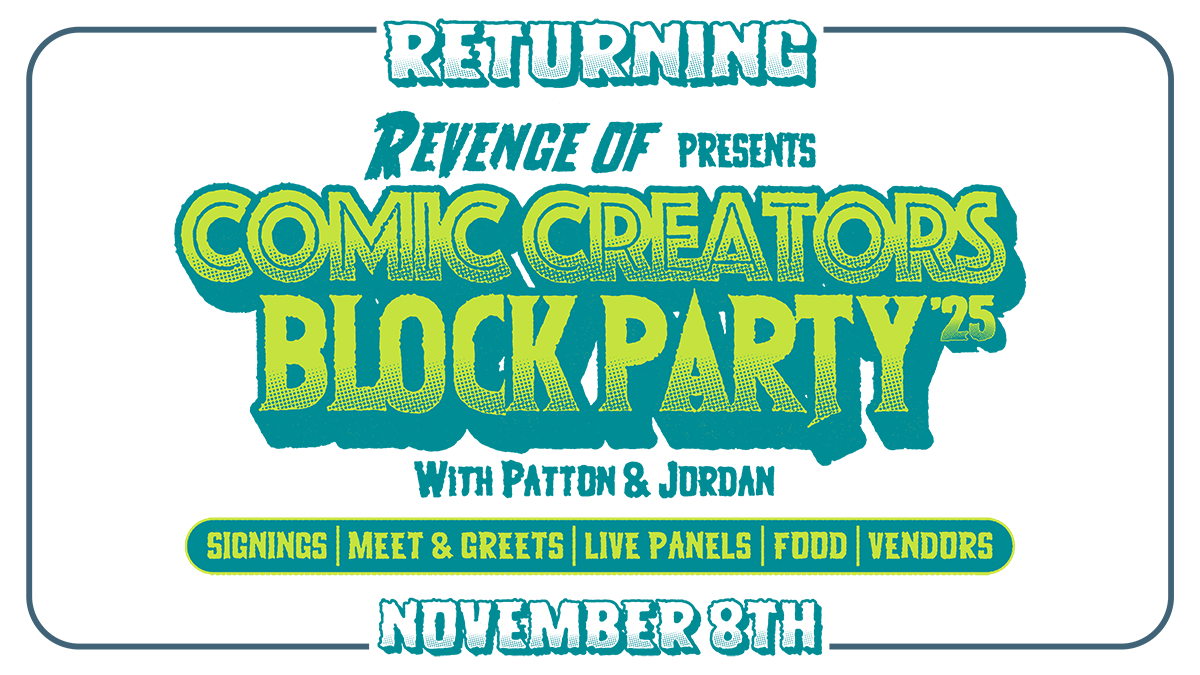 RETURNING
REVENGE OF PRESENTS
COMIC CREATORS
BLOCK PARTY '25
WITH PATTON & JORDAN
SIGNINGS | MEET & GREETS | LIVE PANELS | FOOD | VENDORS
NOVEMBER 8TH